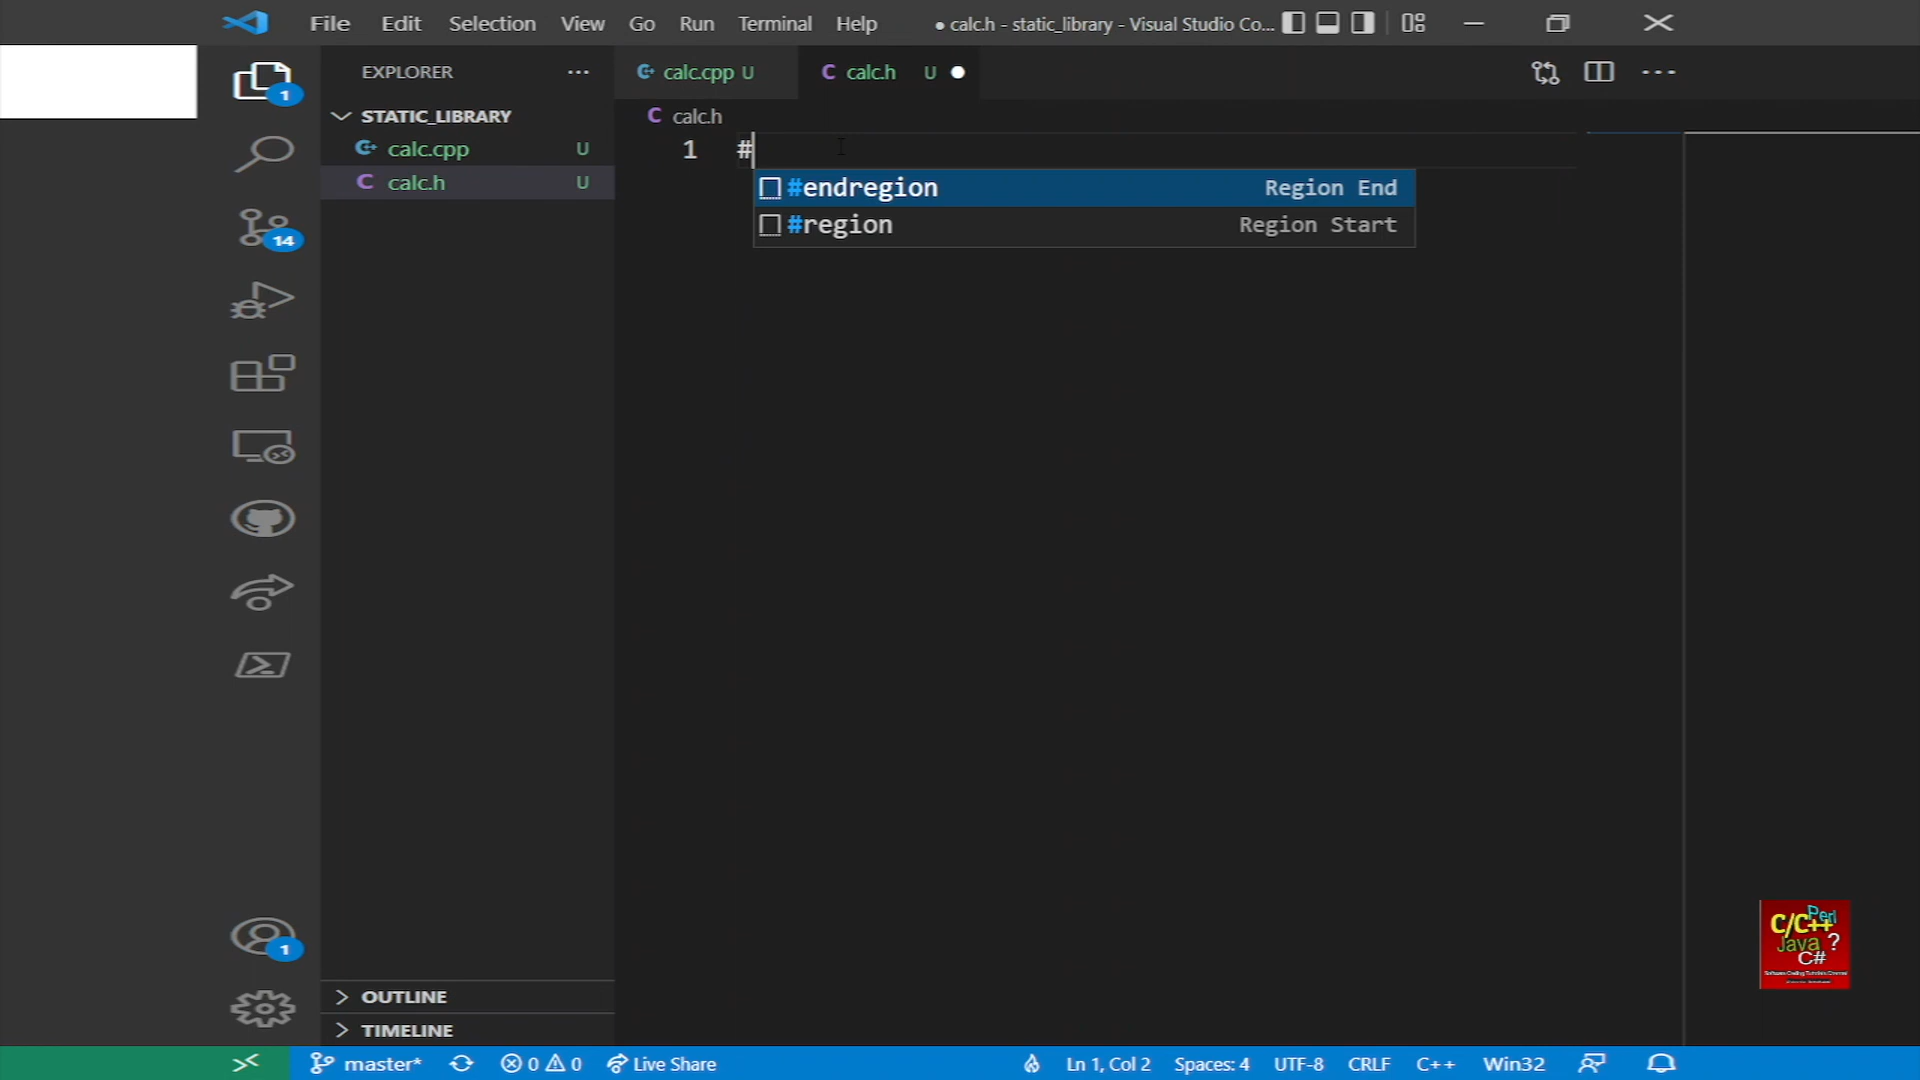 File Edit Selection View Go Run Terminal Help ● calc.h - static_library - Visual Studio Co...
EXPLORER ...
calc.cpp U
calc.h U
1
STATIC_LIBRARY
calc.cpp U
calc.h U
calc.h
1 #
#endregion Region End
#region Region Start
14
1
OUTLINE
TIMELINE
master* 0 0 Live Share Ln 1, Col 2 Spaces: 4 UTF-8 CRLF C++ Win32
Perl
C/C++
Java ?
C#